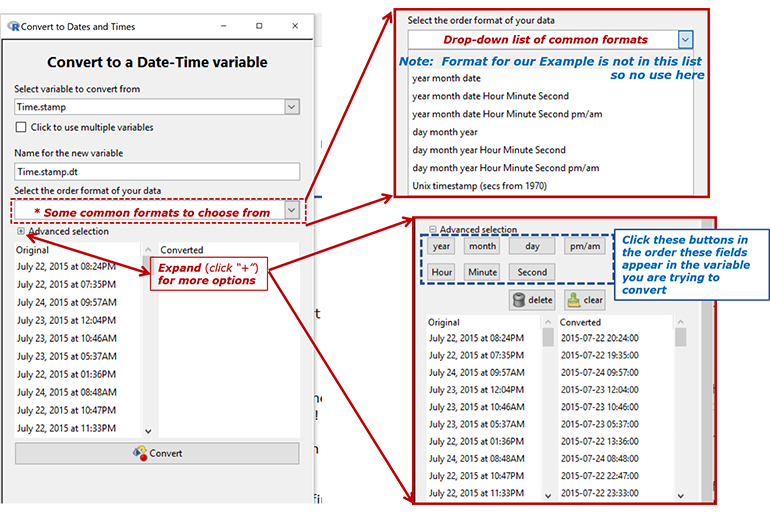 Convert to Dates and Times
Convert to a Date-Time variable
Select variable to convert from
Time.stamp
Click to use multiple variables
Name for the new variable
Time.stamp.dt
Select the order format of your data
* Some common formats to choose from
Advanced selection
Original
Converted
July 22, 2015 at 08:24PM
July 22, 2015 at 07:35PM
July 24, 2015 at 09:57AM
July 23, 2015 at 12:04PM
July 23, 2015 at 10:46AM
July 23, 2015 at 05:37AM
July 22, 2015 at 01:36PM
July 24, 2015 at 08:48AM
July 22, 2015 at 10:47PM
July 22, 2015 at 11:33PM
Expand (click "+")
for more options
Convert
Select the order format of your data
Drop-down list of common formats
Note: Format for our Example is not in this list
so no use here
year month date
year month date Hour Minute Second
year month date Hour Minute Second pm/am
day month year
day month year Hour Minute Second
day month year Hour Minute Second pm/am
Unix timestamp (secs from 1970)
Advanced selection
year month day pm/am
Hour Minute Second
delete clear
Click these buttons in
the order these fields
appear in the variable
you are trying to
convert
Original Converted
July 22, 2015 at 08:24PM 2015-07-22 20:24:00
July 22, 2015 at 07:35PM 2015-07-22 19:35:00
July 24, 2015 at 09:57AM 2015-07-24 09:57:00
July 23, 2015 at 12:04PM 2015-07-23 12:04:00
July 23, 2015 at 10:46AM 2015-07-23 10:46:00
July 23, 2015 at 05:37AM 2015-07-23 05:37:00
July 22, 2015 at 01:36PM 2015-07-22 13:36:00
July 24, 2015 at 08:48AM 2015-07-24 08:48:00
July 22, 2015 at 10:47PM 2015-07-22 22:47:00
July 22, 2015 at 11:33PM 2015-07-22 23:33:00